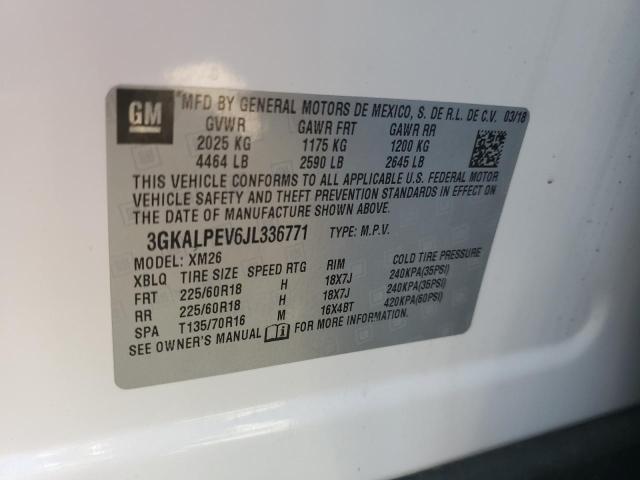 GM
*MFD BY GENERAL MOTORS DE MEXICO, S. DE R.L. DE C.V. 03/18
GVWR GAWR FRT GAWR RR
2025 KG 1175 KG 1200 KG
4464 LB 2590 LB 2645 LB
THIS VEHICLE CONFORMS TO ALL APPLICABLE U.S. FEDERAL MOTOR
VEHICLE SAFETY AND THEFT PREVENTION STANDARDS IN EFFECT ON
THE DATE OF MANUFACTURE SHOWN ABOVE.
3GKALPEV6JL336771 TYPE: M.P.V.
MODEL: XM26
XBLQ TIRE SIZE SPEED RTG RIM COLD TIRE PRESSURE
FRT 225/60R18 H 18X7J 240KPA(35PSI)
RR 225/60R18 H 18X7J 240KPA(35PSI)
SPA T135/70R16 M 16X4BT 420KPA(60PSI)
SEE OWNER'S MANUAL FOR MORE INFORMATION.